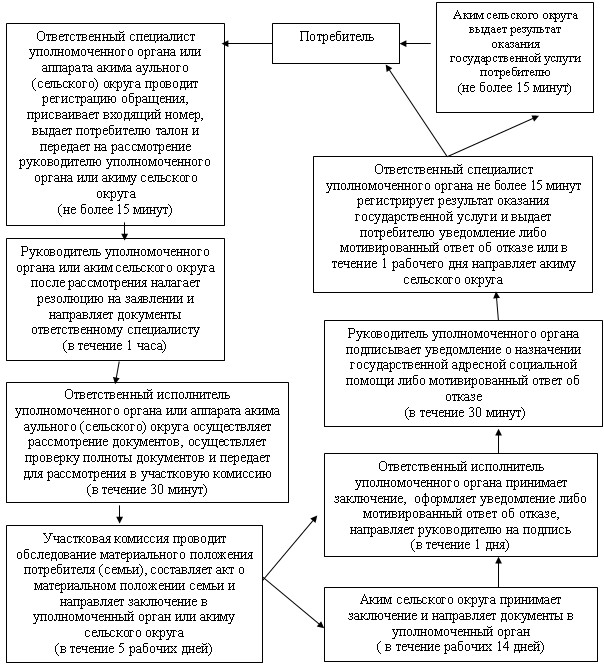 Потребитель
Ответственный специалист
уполномоченного органа или
аппарата акима аульного
(сельского) округа проводит
регистрацию обращения,
присваивает входящий номер,
выдает потребителю талон и
передает на рассмотрение
руководителю уполномоченного
органа или акиму сельского
округа
(не более 15 минут)
Руководитель уполномоченного
органа или аким сельского округа
после рассмотрения налагает
резолюцию на заявлении и
направляет документы
ответственному специалисту
(в течение 1 часа)
Ответственный исполнитель
уполномоченного органа или аппарата акима
аульного (сельского) округа осуществляет
рассмотрение документов, осуществляет
проверку полноты документов и передает
для рассмотрения в участковую комиссию
(в течение 30 минут)
Участковая комиссия проводит
обследование материального положения
потребителя (семьи), составляет акт о
материальном положении семьи и
направляет заключение в
уполномоченный орган или акиму
сельского округа
(в течение 5 рабочих дней)
Аким сельского округа принимает
заключение и направляет документы в
уполномоченный орган
( в течение рабочих 14 дней)
Ответственный исполнитель
уполномоченного органа принимает
заключение, оформляет уведомление либо
мотивированный ответ об отказе,
направляет руководителю на подпись
(в течение 1 дня)
Руководитель уполномоченного органа
подписывает уведомление о назначении
государственной адресной социальной
помощи либо мотивированный ответ об
отказе
(в течение 30 минут)
Ответственный специалист
уполномоченного органа не более 15 минут
регистрирует результат оказания
государственной услуги и выдает
потребителю уведомление либо
мотивированный ответ об отказе или в
течение 1 рабочего дня направляет акиму
сельского округа
Аким сельского округа
выдает результат
оказания
государственной услуги
потребителю
(не более 15 минут)